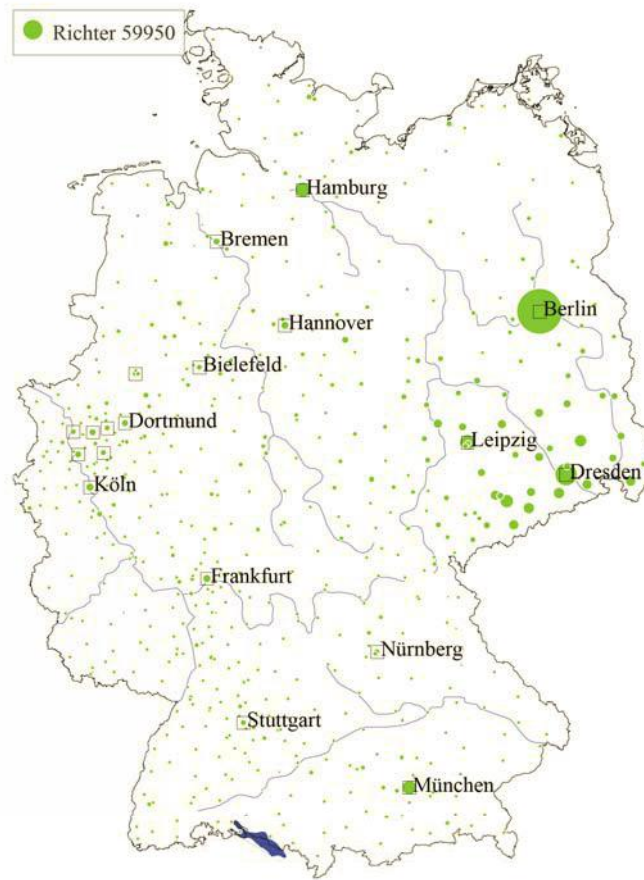 Richter 59950
Hamburg
Bremen
Berlin
Hannover
Bielefeld
Dortmund
Leipzig
Dresden
Köln
Frankfurt
Nürnberg
Stuttgart
München